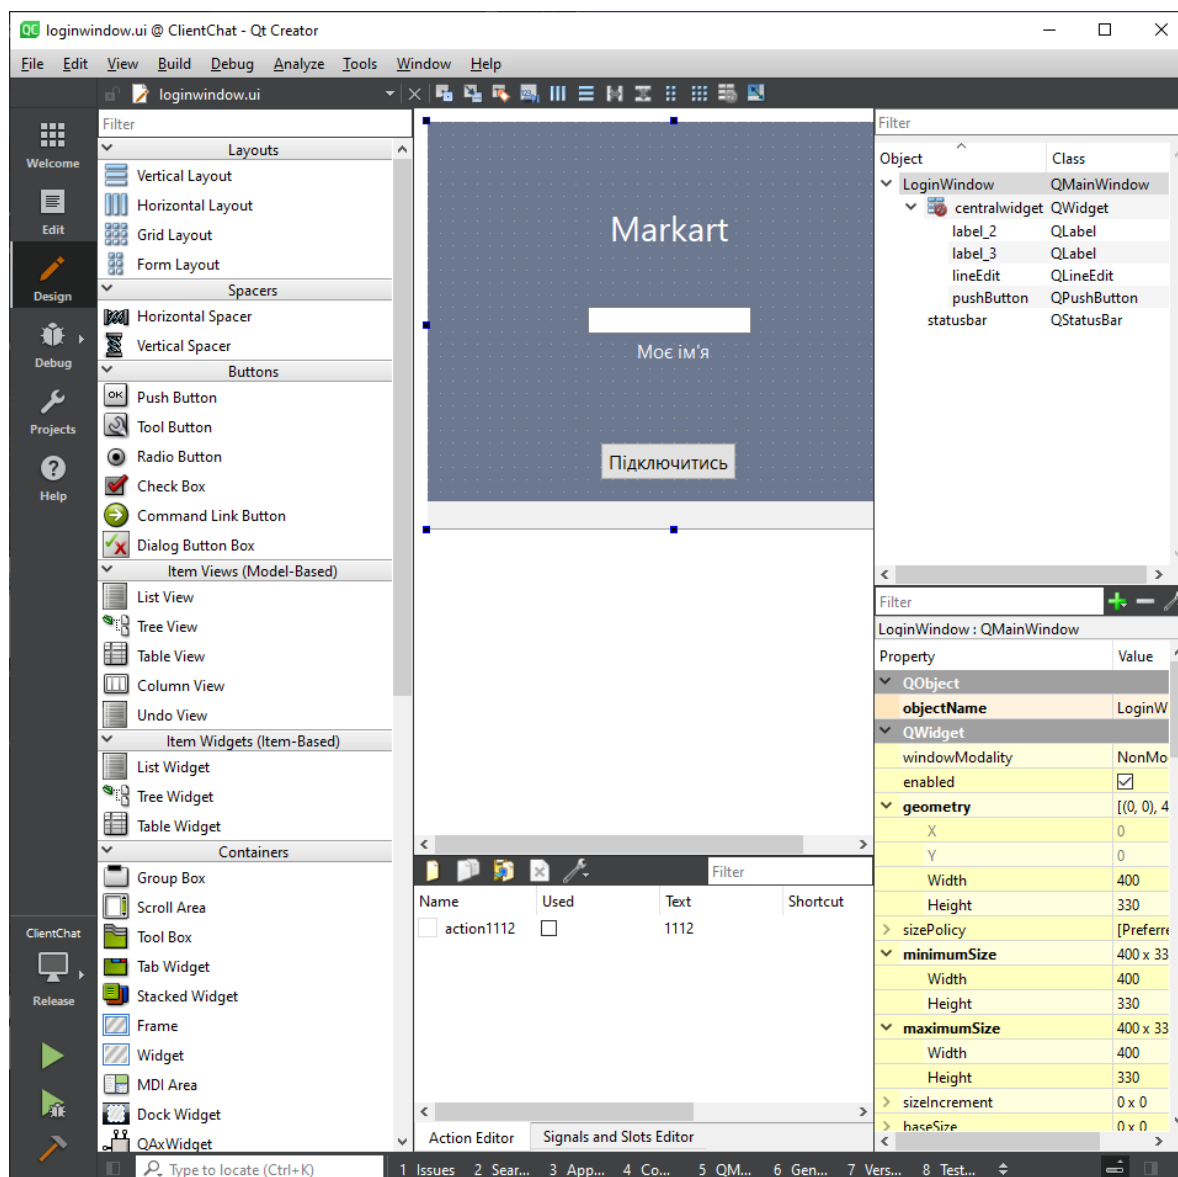 loginwindow.ui @ ClientChat - Qt Creator
File Edit View Build Debug Analyze Tools Window Help
loginwindow.ui
Welcome
Edit
Design
Debug
Projects
Help
ClientChat
Release
Filter
Layouts
Vertical Layout
Horizontal Layout
Grid Layout
Form Layout
Spacers
Horizontal Spacer
Vertical Spacer
Buttons
OK Push Button
Tool Button
Radio Button
Check Box
Command Link Button
Dialog Button Box
Item Views (Model-Based)
List View
Tree View
Table View
Column View
Undo View
Item Widgets (Item-Based)
List Widget
Tree Widget
Table Widget
Containers
Group Box
Scroll Area
Tool Box
Tab Widget
Stacked Widget
Frame
Widget
MDI Area
Dock Widget
QAxWidget
Markart
Моє ім'я
Підключитись
Filter
Name Used Text Shortcut
action1112 1112
Action Editor Signals and Slots Editor
Filter
Object Class
LoginWindow QMainWindow
centralwidget QWidget
label_2 QLabel
label_3 QLabel
lineEdit QLineEdit
pushButton QPushButton
statusbar QStatusBar
Filter
LoginWindow : QMainWindow
Property Value
QObject
objectName LoginW
QWidget
windowModality NonMo
enabled
geometry [(0, 0), 4
X 0
Y 0
Width 400
Height 330
sizePolicy [Preferre
minimumSize 400 x 33
Width 400
Height 330
maximumSize 400 x 33
Width 400
Height 330
sizeIncrement 0 x 0
baseSize 0 x 0
Type to locate (Ctrl+K) 1 Issues 2 Sear... 3 App... 4 Co... 5 QM... 6 Gen... 7 Vers... 8 Test...